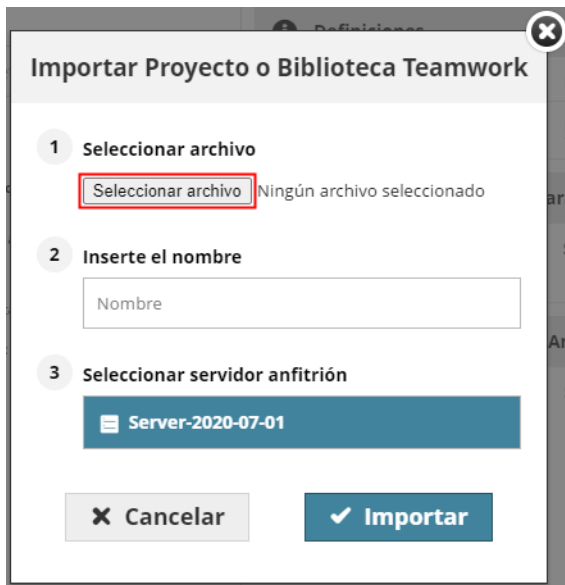 Definiciones
Importar Proyecto o Biblioteca Teamwork
1 Seleccionar archivo
Seleccionar archivo Ningún archivo seleccionado
2 Inserte el nombre
Nombre
3 Seleccionar servidor anfitrión
Server-2020-07-01
Cancelar Importar